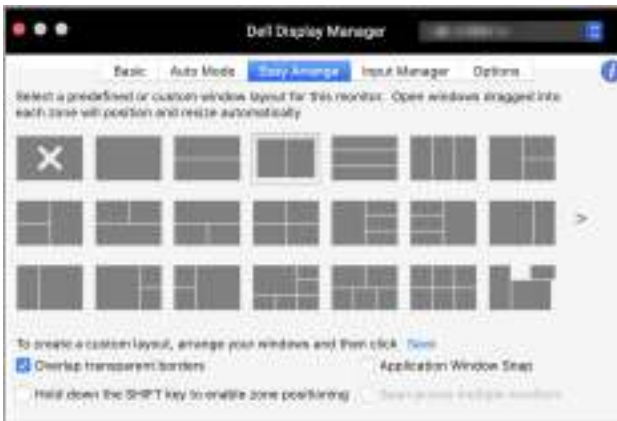 Dell Display Manager
Basic Auto Mode Easy Arrange Input Manager Options
Select a predefined or custom window layout for this monitor. Open windows dragged into
each zone will position and resize automatically
>
To create a custom layout, arrange your windows and then click Save
Overlap transparent borders Application Window Snap
Hold down the SHIFT key to enable zone positioning